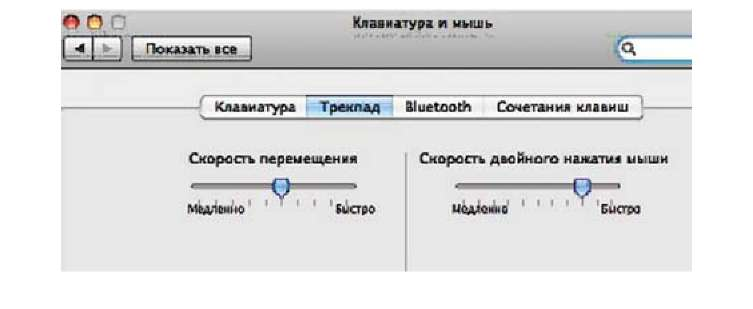 Клавиатура и мышь
Показать все
Клавиатура Трекпад Bluetooth Сочетания клавиш
Скорость перемещения Скорость двойного нажатия мыши
Медленно Быстро Медленно Быстро